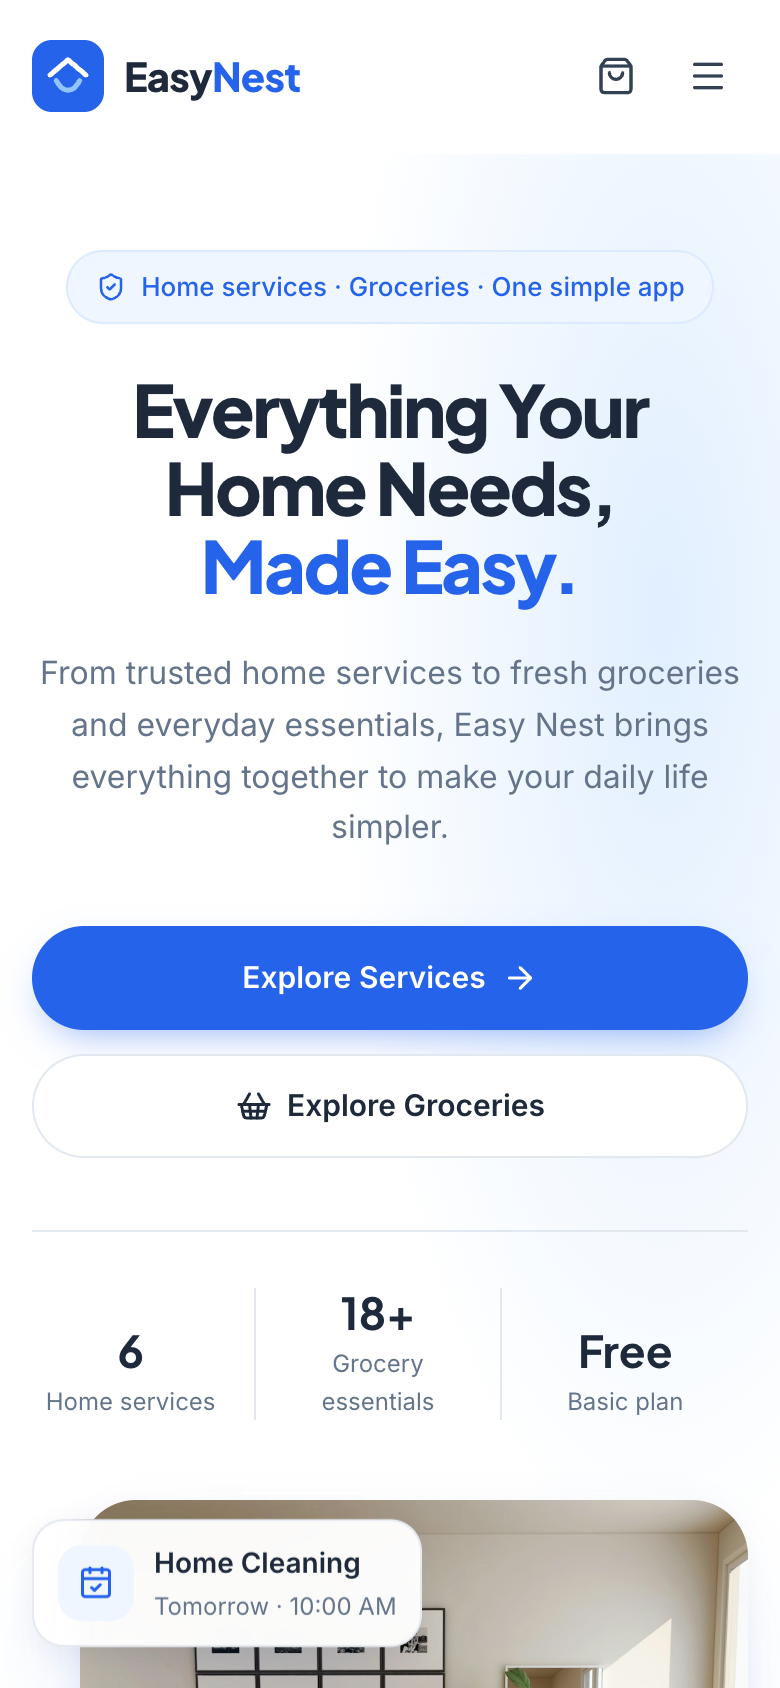 EasyNest
Home services · Groceries · One simple app
Everything Your
Home Needs,
Made Easy.
From trusted home services to fresh groceries
and everyday essentials, Easy Nest brings
everything together to make your daily life
simpler.
Explore Services
Explore Groceries
6
Home services
18+
Grocery
essentials
Free
Basic plan
Home Cleaning
Tomorrow · 10:00 AM